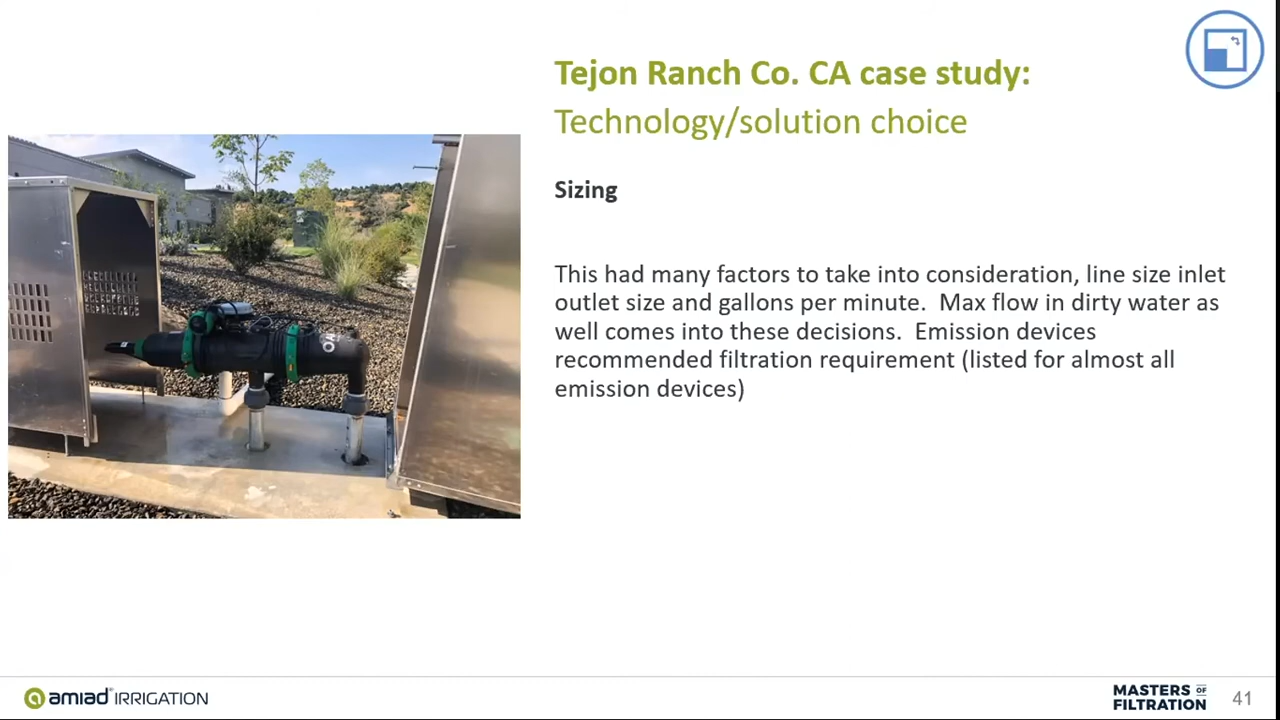 Tejon Ranch Co. CA case study:
Technology/solution choice
Sizing
This had many factors to take into consideration, line size inlet
outlet size and gallons per minute.  Max flow in dirty water as
well comes into these decisions.  Emission devices
recommended filtration requirement (listed for almost all
emission devices)
amiad IRRIGATION
MASTERS OF
FILTRATION
41